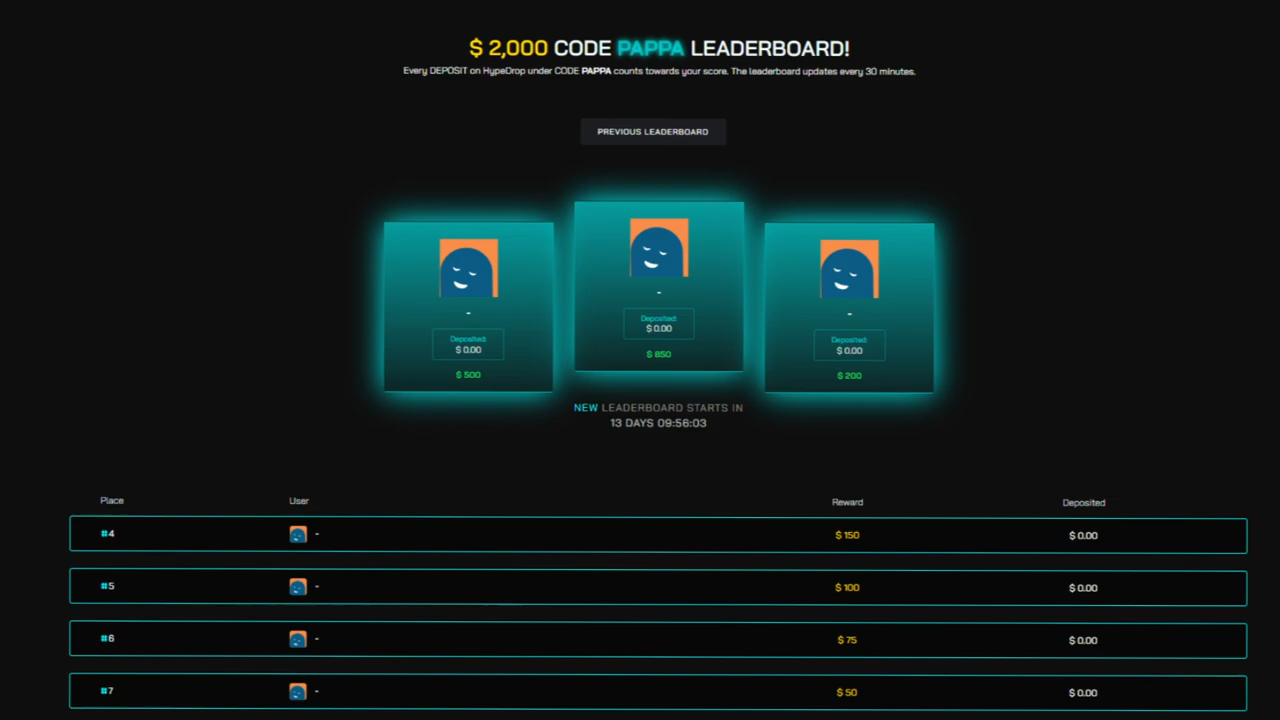 $ 2,000 CODE PAPPA LEADERBOARD!
Every DEPOSIT on HypeDrop under CODE PAPPA counts towards your score. The leaderboard updates every 30 minutes.
PREVIOUS LEADERBOARD
-
Deposited:
$ 0.00
$ 500
-
Deposited:
$ 0.00
$ 850
-
Deposited:
$ 0.00
$ 200
NEW LEADERBOARD STARTS IN
13 DAYS 09:56:03
Place User Reward Deposited
#4 - $ 150 $ 0.00
#5 - $ 100 $ 0.00
#6 - $ 75 $ 0.00
#7 - $ 50 $ 0.00